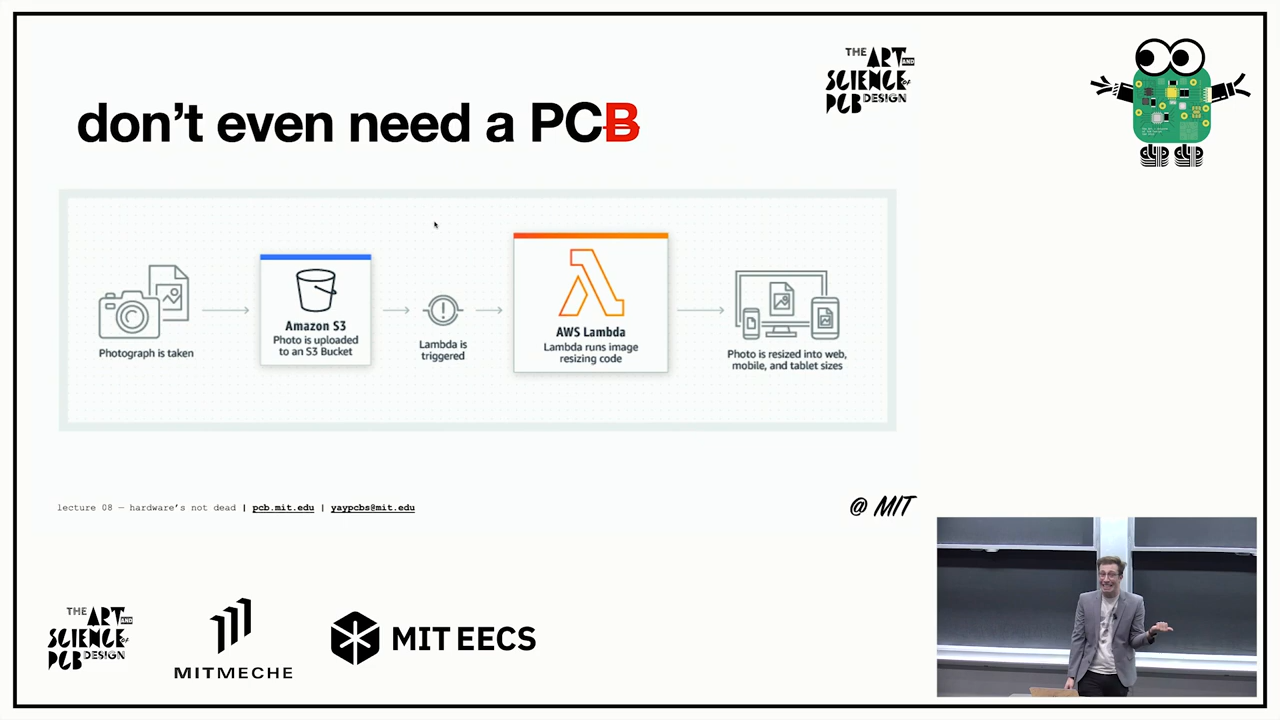 THE ART AND
SCIENCE OF
PCB DESIGN
don't even need a PCB
Amazon S3
Photo is uploaded
to an S3 Bucket
Photograph is taken
Lambda is
triggered
AWS Lambda
Lambda runs image
resizing code
Photo is resized into web,
mobile, and tablet sizes
lecture 08 — hardware's not dead | pcb.mit.edu | yaypcbs@mit.edu
@ MIT
THE ART AND
SCIENCE OF
PCB DESIGN
MITMECHE
MIT EECS